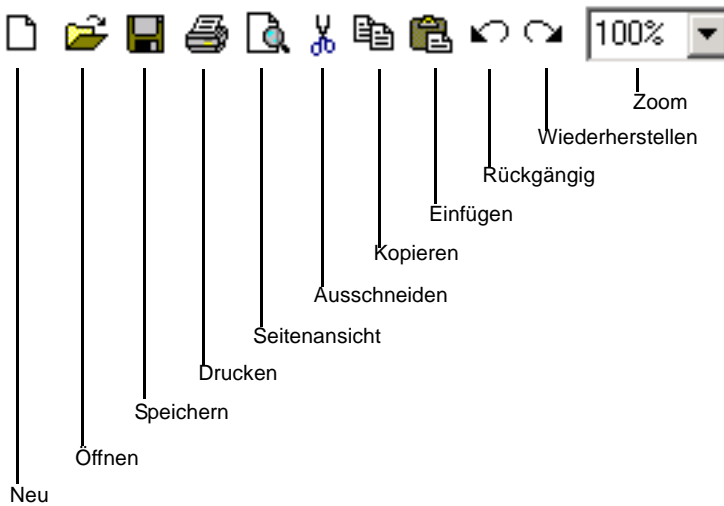 100%
Zoom
Wiederherstellen
Rückgängig
Einfügen
Kopieren
Ausschneiden
Seitenansicht
Drucken
Speichern
Öffnen
Neu